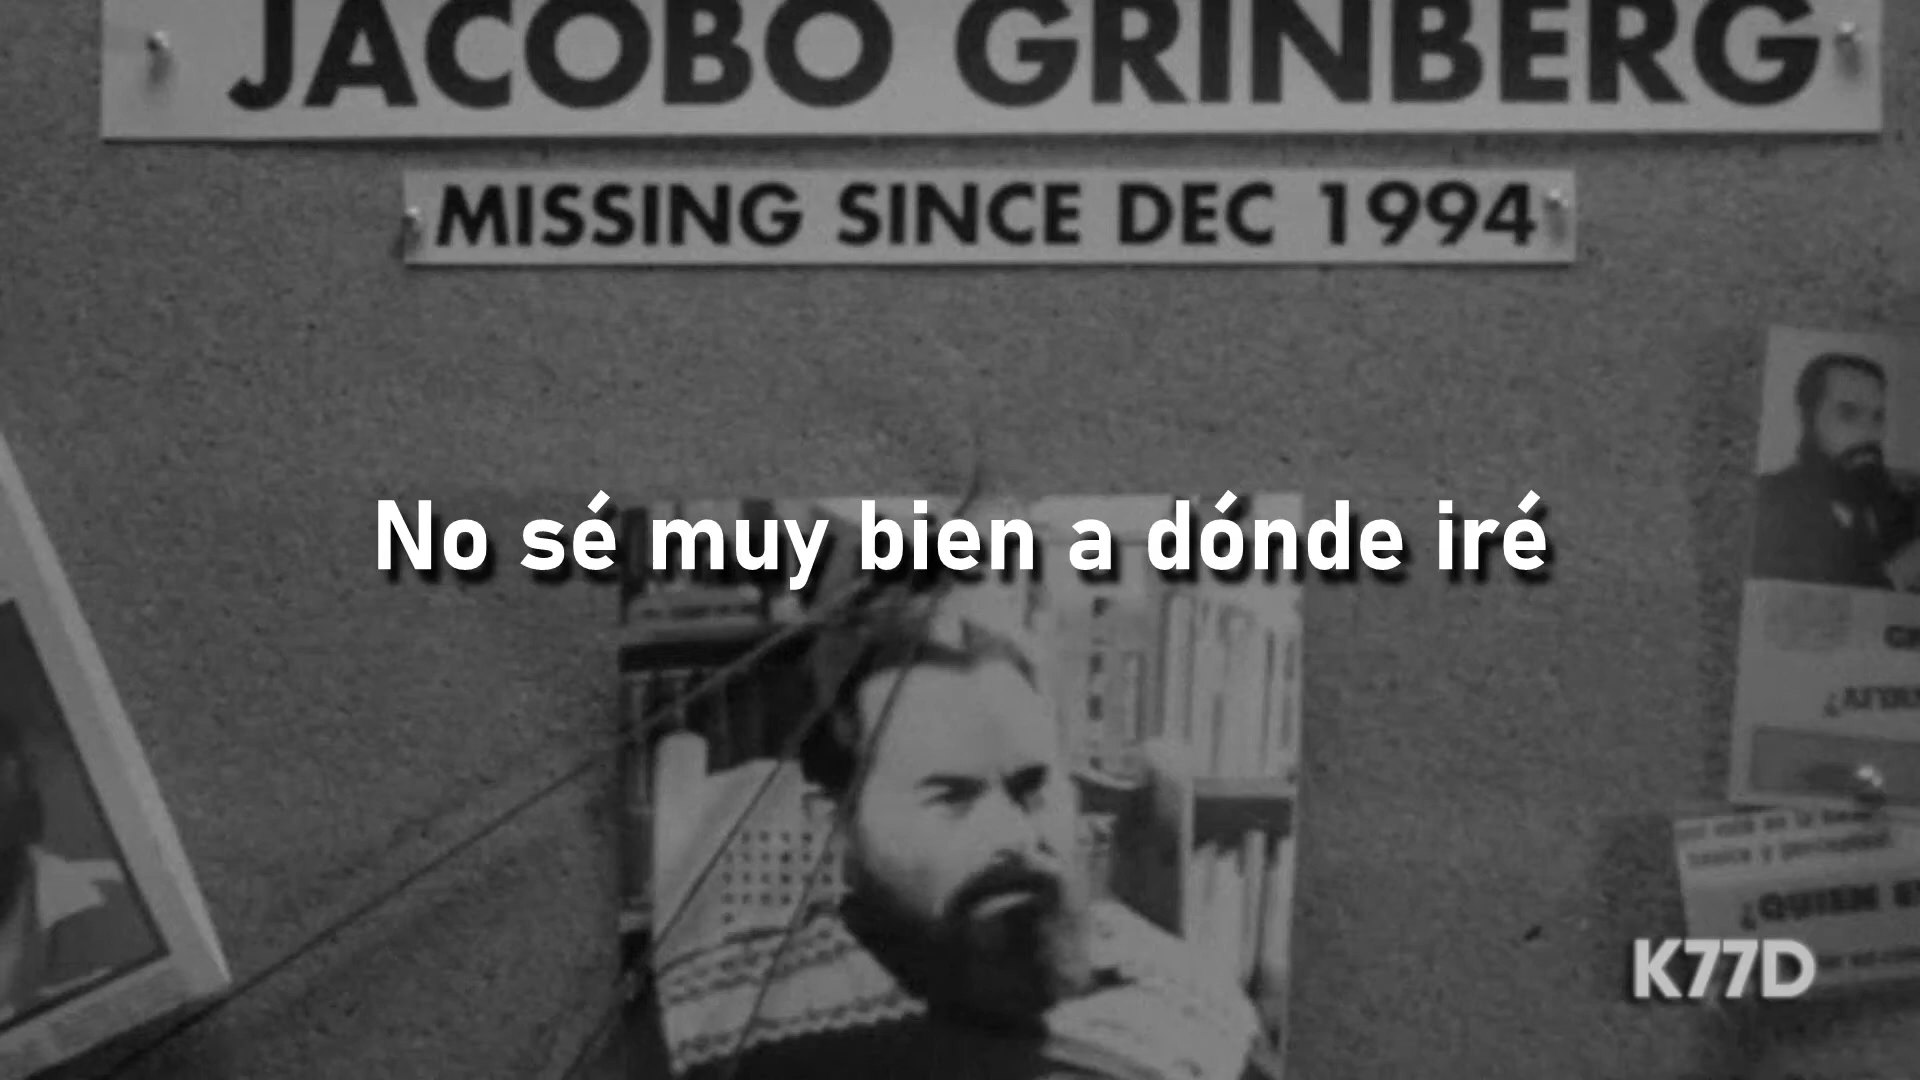 JACOBO GRINBERG
MISSING SINCE DEC 1994
No sé muy bien a dónde iré
K77D